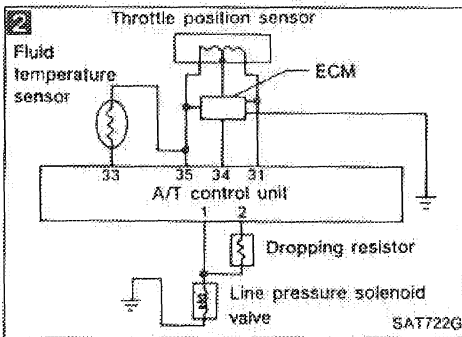 2
Throttle position sensor
Fluid
temperature
sensor
ECM
33 35 34 31
A/T control unit
1 2
Dropping resistor
Line pressure solenoid
valve
SAT722G